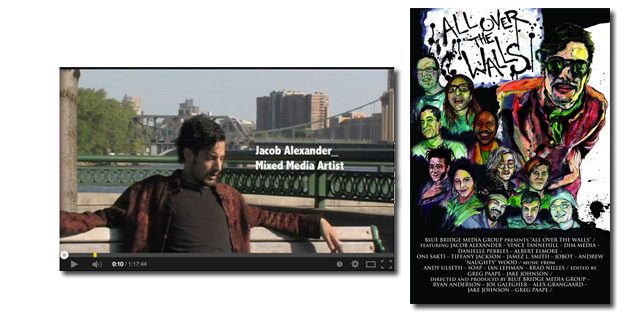 Jacob Alexander
Mixed Media Artist
0:10 / 1:17:44
ALL OVER
THE
WALLS
BLUE BRIDGE MEDIA GROUP PRESENTS "ALL OVER THE WALLS" /
FEATURING JACOB ALEXANDER - VINCE TANNEHILL - DIM MEDIA -
DANIELLE PEBBLES - ALBERT ELMORE -
ONI SAKTI - TIFFANY JACKSON - JAMEZ L. SMITH - JOBOT - ANDREW
"NAUGHTY" WOOD / MUSIC FROM
ANDY ULSETH - SOAP - IAN LEHMAN - BRAD NILLES / EDITED BY
GREG PAAPE - JAKE JOHNSON /
DIRECTED AND PRODUCED BY BLUE BRIDGE MEDIA GROUP -
RYAN ANDERSON - JOE GALEGHER - ALEX GRANGAARD -
JAKE JOHNSON - GREG PAAPE /